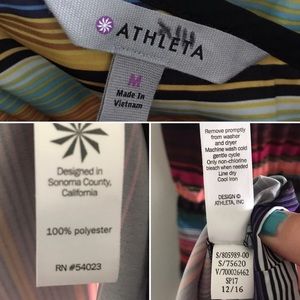 ATHLETA
M
Made In
Vietnam
Designed in
Sonoma County,
California
100% polyester
RN #54023
Remove promptly
from washer
and dryer
Machine wash cold
gentle cycle
Only non-chlorine
bleach when needed
Line dry
Cool Iron
DESIGN ©
ATHLETA, INC
S/805989-00
S/75620
V/700026462
SP17
12/16